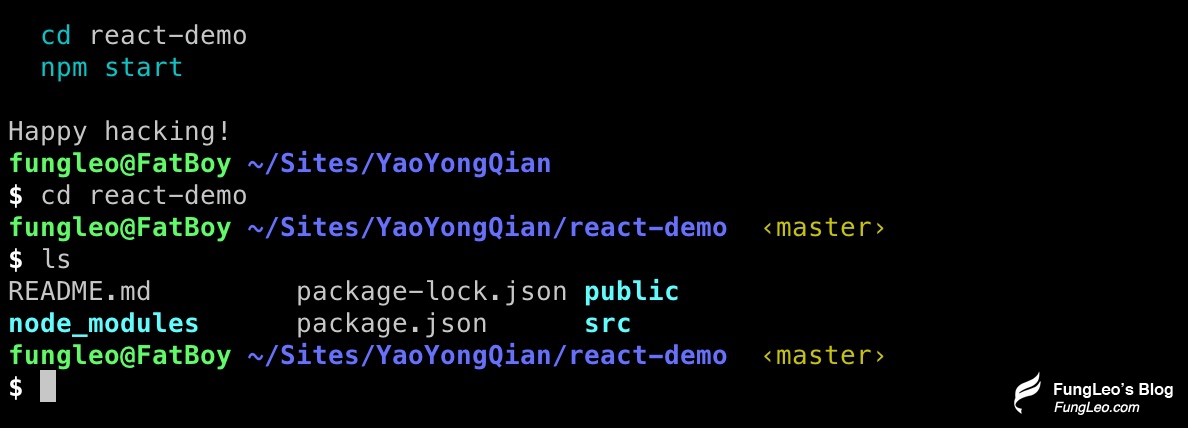 cd react-demo
npm start
Happy hacking!
fungleo@FatBoy ~/Sites/YaoYongQian
$ cd react-demo
fungleo@FatBoy ~/Sites/YaoYongQian/react-demo ‹master›
$ ls
README.md package-lock.json public
node_modules package.json src
fungleo@FatBoy ~/Sites/YaoYongQian/react-demo ‹master›
$
FungLeo's Blog
FungLeo.com